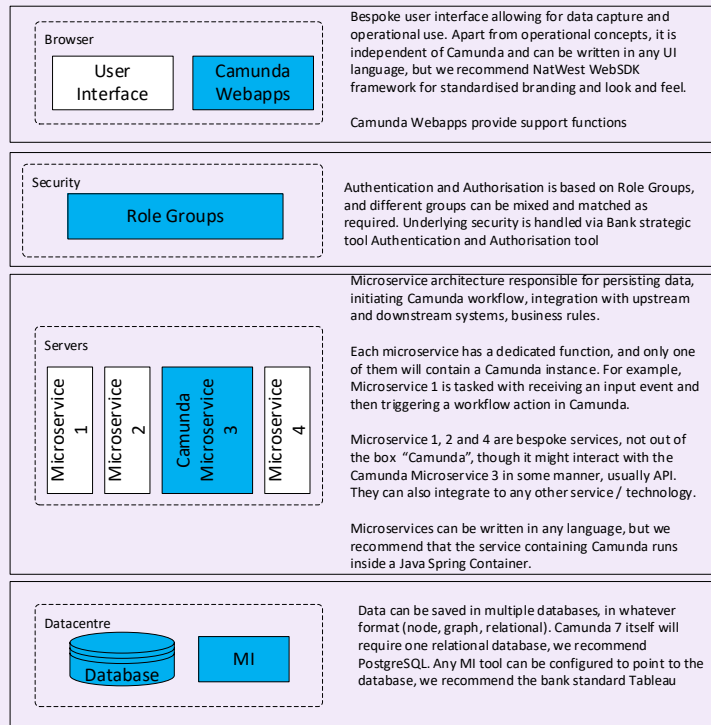 Browser
User
Interface
Camunda
Webapps
Bespoke user interface allowing for data capture and
operational use. Apart from operational concepts, it is
independent of Camunda and can be written in any UI
language, but we recommend NatWest WebSDK
framework for standardised branding and look and feel.
Camunda Webapps provide support functions
Security
Role Groups
Authentication and Authorisation is based on Role Groups,
and different groups can be mixed and matched as
required. Underlying security is handled via Bank strategic
tool Authentication and Authorisation tool
Servers
Microservice
1
Microservice
2
Camunda
Microservice
3
Microservice
4
Microservice architecture responsible for persisting data,
initiating Camunda workflow, integration with upstream
and downstream systems, business rules.
Each microservice has a dedicated function, and only one
of them will contain a Camunda instance. For example,
Microservice 1 is tasked with receiving an input event and
then triggering a workflow action in Camunda.
Microservice 1, 2 and 4 are bespoke services, not out of
the box “Camunda”, though it might interact with the
Camunda Microservice 3 in some manner, usually API.
They can also integrate to any other service / technology.
Microservices can be written in any language, but we
recommend that the service containing Camunda runs
inside a Java Spring Container.
Datacentre
Database
MI
Data can be saved in multiple databases, in whatever
format (node, graph, relational). Camunda 7 itself will
require one relational database, we recommend
PostgreSQL. Any MI tool can be configured to point to the
database, we recommend the bank standard Tableau